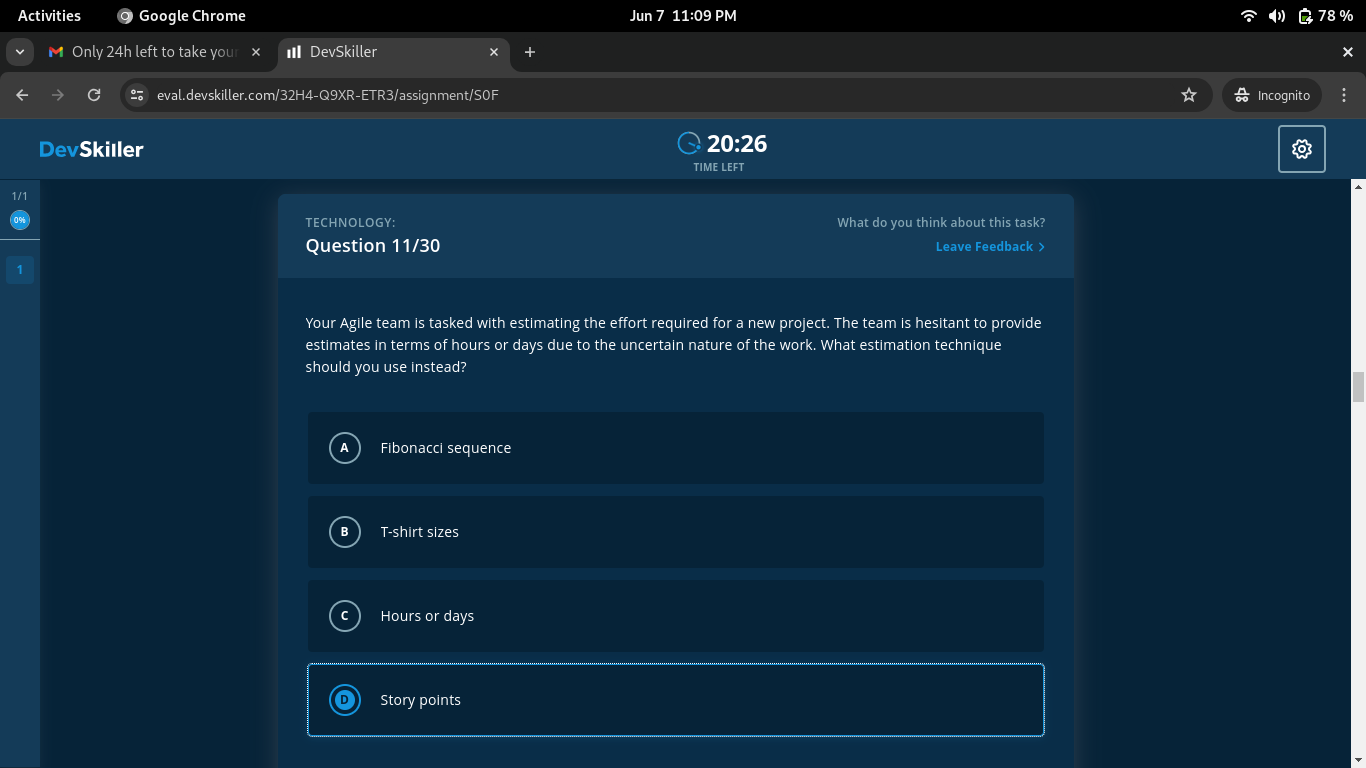 Activities
Google Chrome
Jun 7 11:09 PM
78 %
Only 24h left to take your
DevSkiller
eval.devskiller.com/32H4-Q9XR-ETR3/assignment/S0F
Incognito
DevSkiller
20:26
TIME LEFT
1/1
0%
1
TECHNOLOGY:
What do you think about this task?
Question 11/30
Leave Feedback
Your Agile team is tasked with estimating the effort required for a new project. The team is hesitant to provide
estimates in terms of hours or days due to the uncertain nature of the work. What estimation technique
should you use instead?
A Fibonacci sequence
B T-shirt sizes
C Hours or days
D Story points